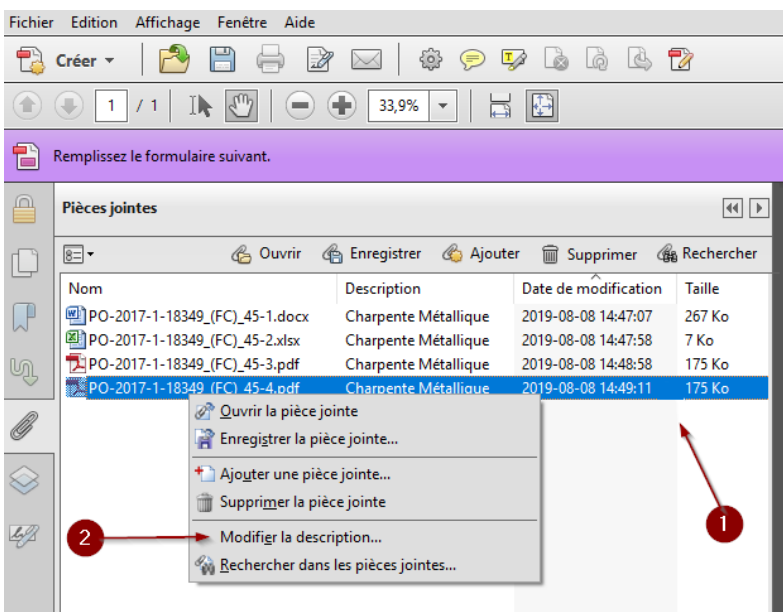 Fichier Edition Affichage Fenêtre Aide
Créer
1 / 1 33,9%
Remplissez le formulaire suivant.
Pièces jointes
Ouvrir Enregistrer Ajouter Supprimer Rechercher
Nom Description Date de modification Taille
PO-2017-1-18349_(FC)_45-1.docx Charpente Métallique 2019-08-08 14:47:07 267 Ko
PO-2017-1-18349_(FC)_45-2.xlsx Charpente Métallique 2019-08-08 14:47:58 7 Ko
PO-2017-1-18349_(FC)_45-3.pdf Charpente Métallique 2019-08-08 14:48:58 175 Ko
PO-2017-1-18349_(FC)_45-4.pdf Charpente Métallique 2019-08-08 14:49:11 175 Ko
Ouvrir la pièce jointe
Enregistrer la pièce jointe...
Ajouter une pièce jointe...
Supprimer la pièce jointe
1
2 Modifier la description...
Rechercher dans les pièces jointes...